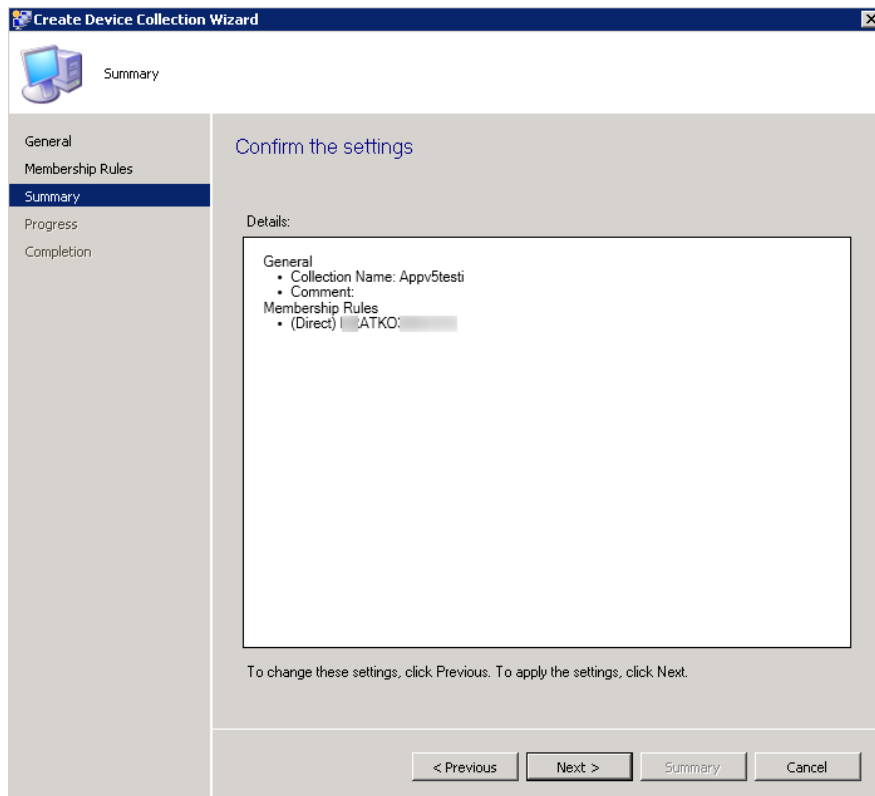 Create Device Collection Wizard
Summary
General
Membership Rules
Summary
Progress
Completion
Confirm the settings
Details:
General
• Collection Name: Appv5testi
• Comment:
Membership Rules
• (Direct)
To change these settings, click Previous. To apply the settings, click Next.
< Previous
Next >
Summary
Cancel